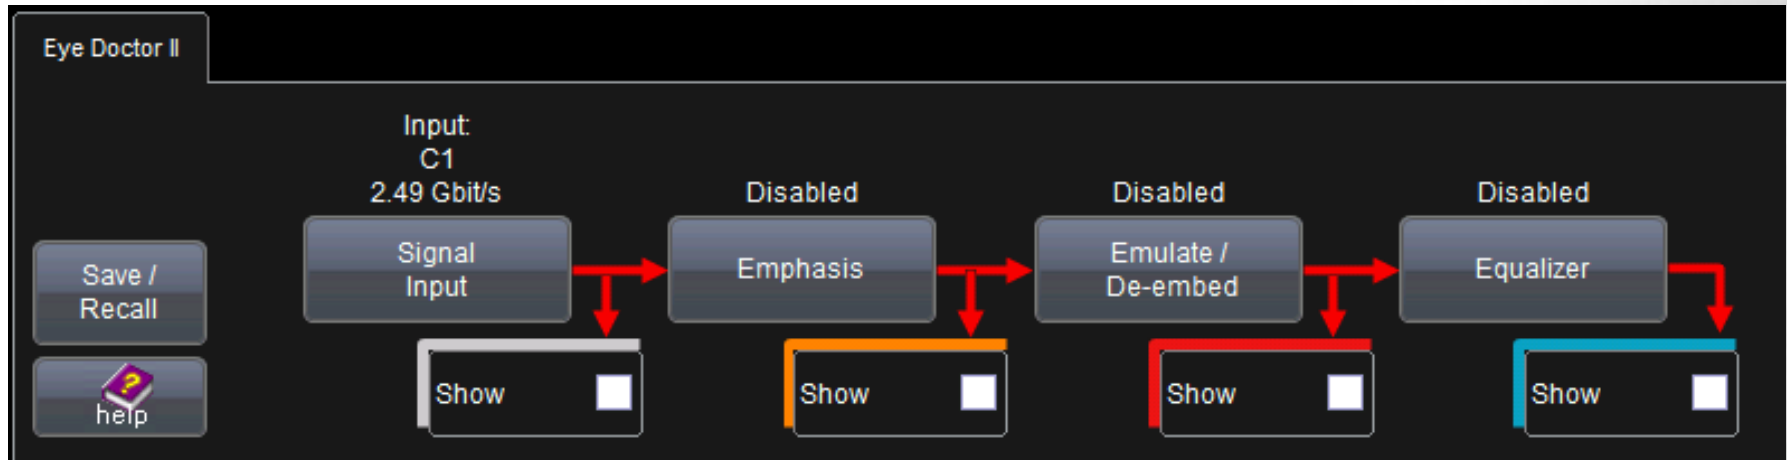 Eye Doctor II
Input:
C1
2.49 Gbit/s
Disabled
Disabled
Disabled
Signal
Input
Emphasis
Emulate /
De-embed
Equalizer
Save /
Recall
Show
Show
Show
Show
?
help